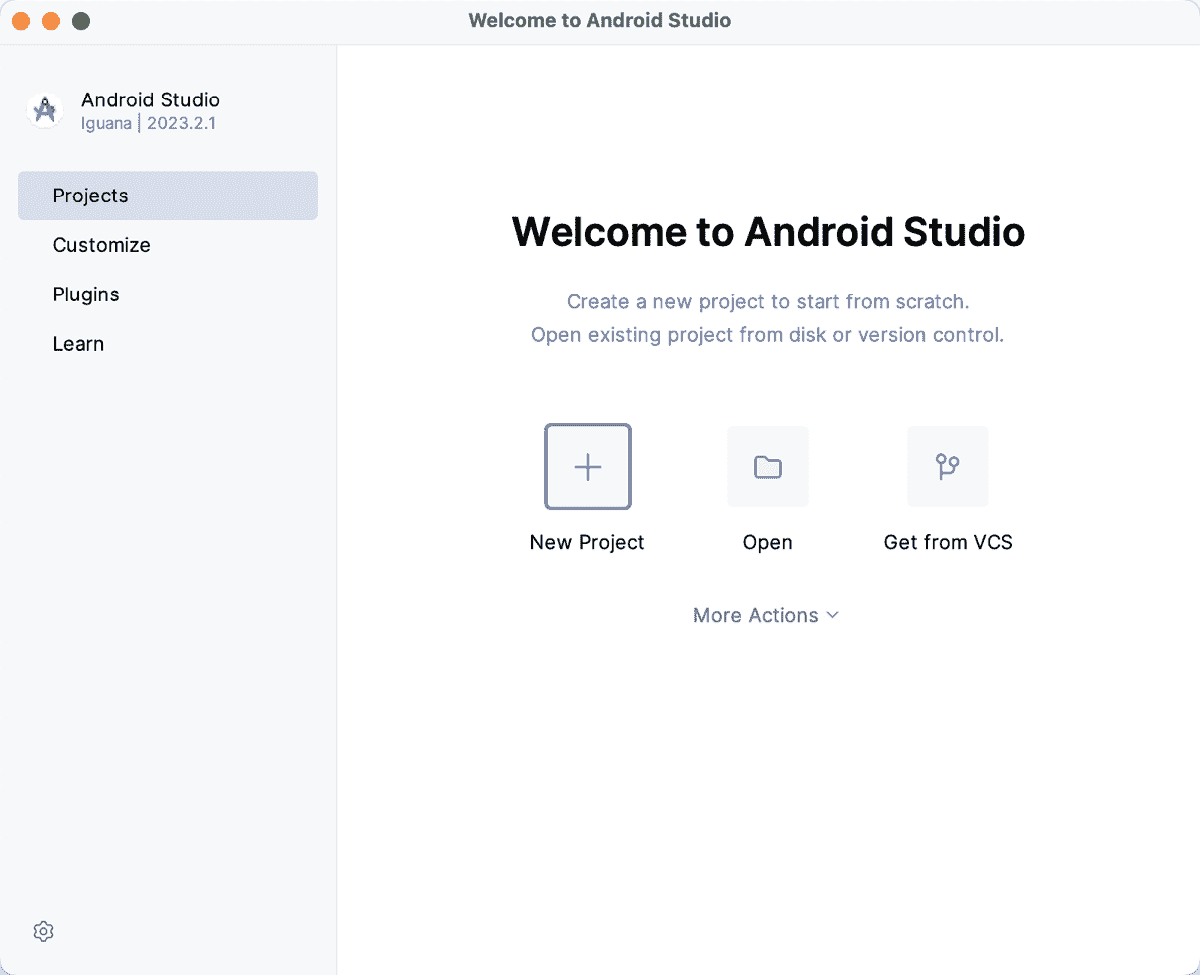 Welcome to Android Studio
Android Studio
Iguana | 2023.2.1
Projects
Customize
Plugins
Learn
Welcome to Android Studio
Create a new project to start from scratch.
Open existing project from disk or version control.
New Project
Open
Get from VCS
More Actions